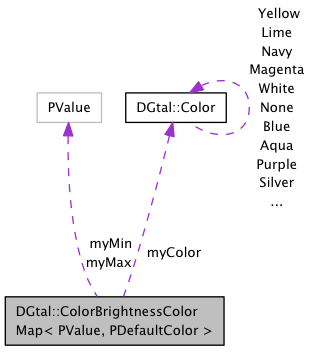 Yellow
Lime
Navy
Magenta
White
None
Blue
Aqua
Purple
Silver
...
PValue
DGtal::Color
myMin
myMax
myColor
DGtal::ColorBrightnessColor
Map< PValue, PDefaultColor >